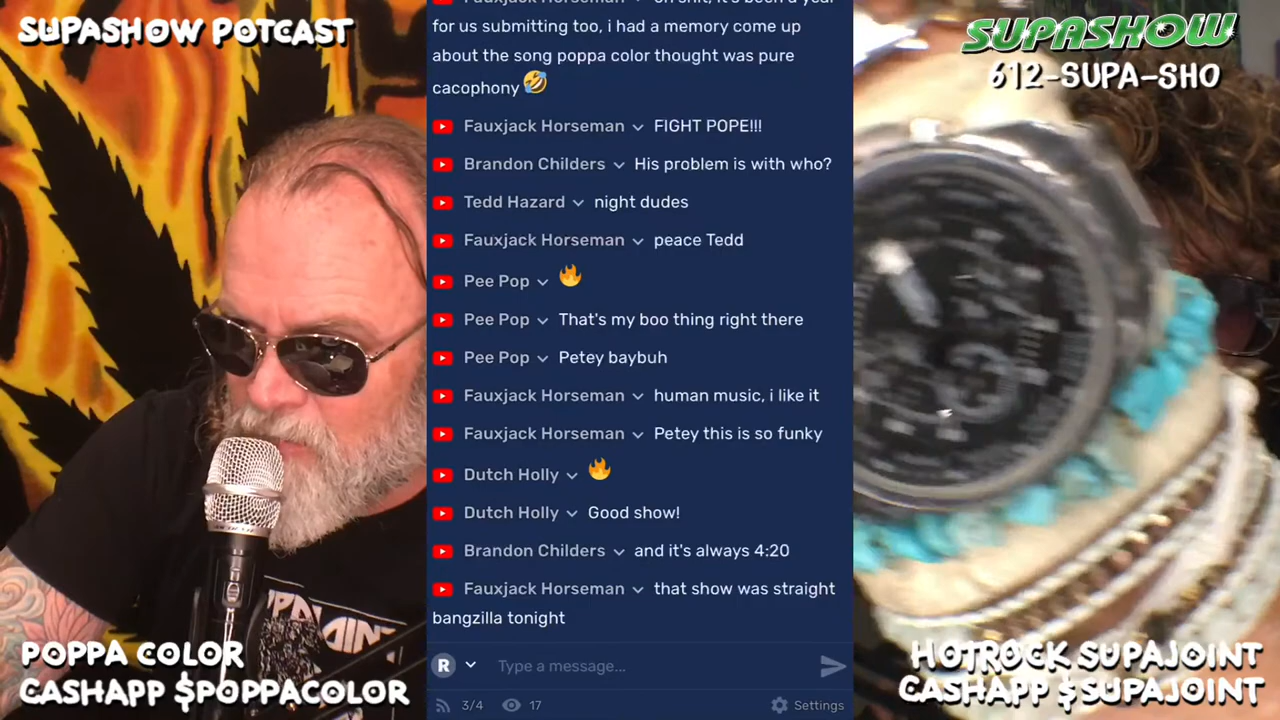 SUPASHOW POTCAST
SUPASHOW
612-SUPA-SHO
for us submitting too, i had a memory come up
about the song poppa color thought was pure
cacophony 🤣
Fauxjack Horseman FIGHT POPE!!!
Brandon Childers His problem is with who?
Tedd Hazard night dudes
Fauxjack Horseman peace Tedd
Pee Pop 🔥
Pee Pop That's my boo thing right there
Pee Pop Petey baybuh
Fauxjack Horseman human music, i like it
Fauxjack Horseman Petey this is so funky
Dutch Holly 🔥
Dutch Holly Good show!
Brandon Childers and it's always 4:20
Fauxjack Horseman that show was straight
bangzilla tonight
R Type a message...
3/4 17 Settings
POPPA COLOR
CASHAPP $POPPACOLOR
HOTROCK SUPAJOINT
CASHAPP $SUPAJOINT